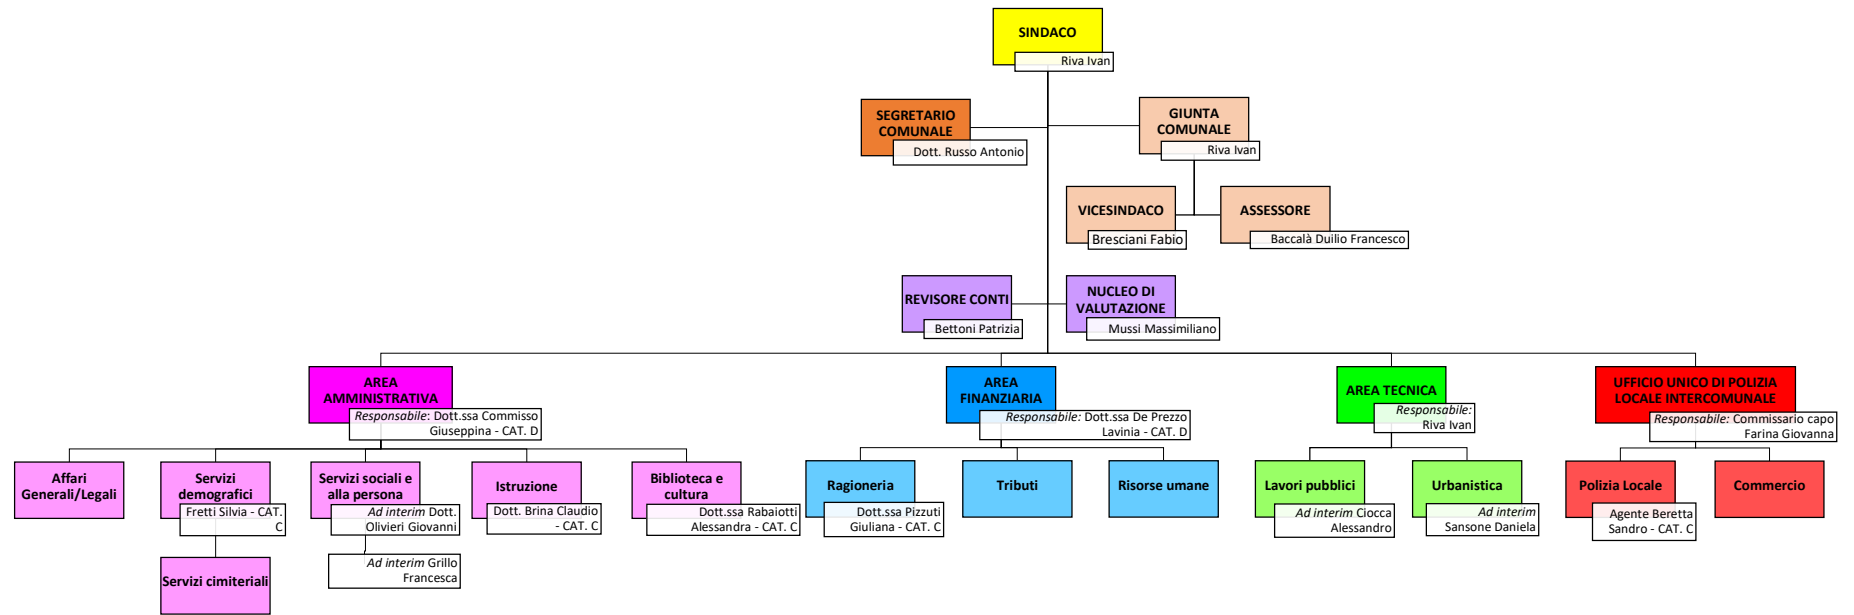 SINDACO
Riva Ivan
SEGRETARIO
COMUNALE
Dott. Russo Antonio
GIUNTA
COMUNALE
Riva Ivan
VICESINDACO
Bresciani Fabio
ASSESSORE
Baccalà Duilio Francesco
REVISORE CONTI
Bettoni Patrizia
NUCLEO DI
VALUTAZIONE
Mussi Massimiliano
AREA
AMMINISTRATIVA
Responsabile: Dott.ssa Commisso
Giuseppina - CAT. D
AREA
FINANZIARIA
Responsabile: Dott.ssa De Prezzo
Lavinia - CAT. D
AREA TECNICA
Responsabile:
Riva Ivan
UFFICIO UNICO DI POLIZIA
LOCALE INTERCOMUNALE
Responsabile: Commissario capo
Farina Giovanna
Affari
Generali/Legali
Servizi
demografici
Fretti Silvia - CAT.
C
Servizi cimiteriali
Servizi sociali e
alla persona
Ad interim Dott.
Olivieri Giovanni
Ad interim Grillo
Francesca
Istruzione
Dott. Brina Claudio
- CAT. C
Biblioteca e
cultura
Dott.ssa Rabaiotti
Alessandra - CAT. C
Ragioneria
Dott.ssa Pizzuti
Giuliana - CAT. C
Tributi
Risorse umane
Lavori pubblici
Ad interim Ciocca
Alessandro
Urbanistica
Ad interim
Sansone Daniela
Polizia Locale
Agente Beretta
Sandro - CAT. C
Commercio